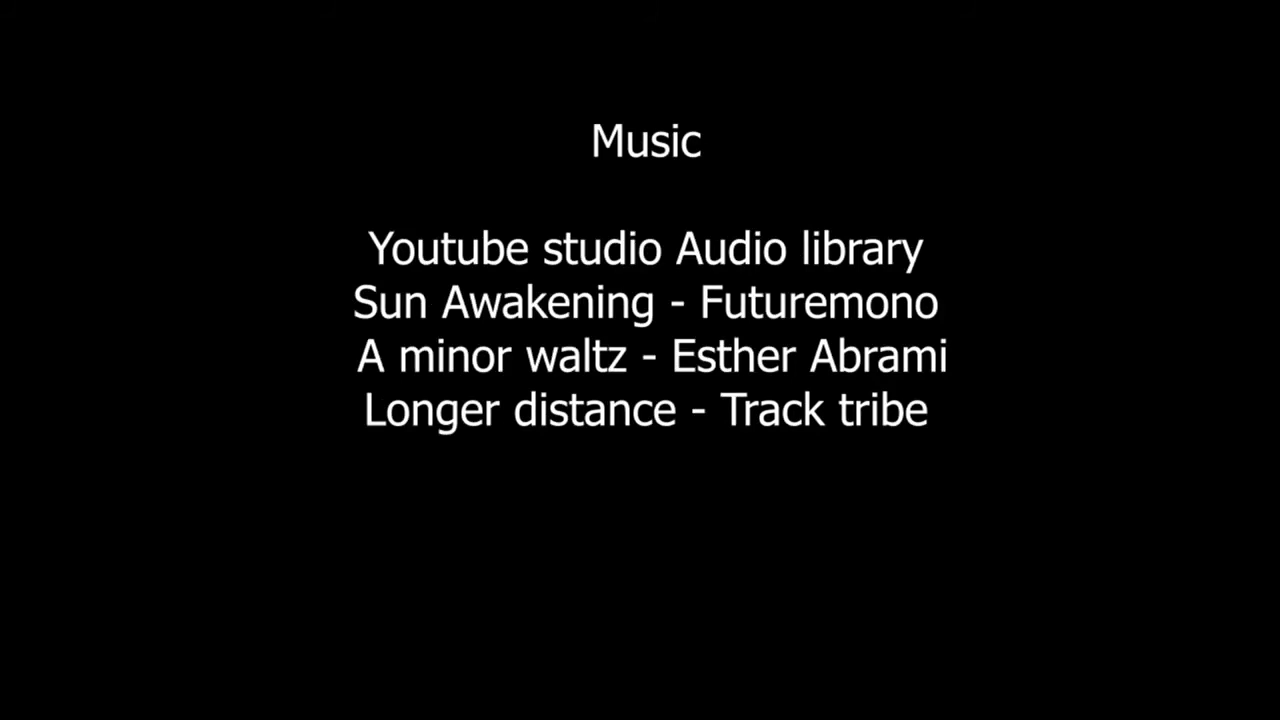 Music
Youtube studio Audio library
Sun Awakening - Futuremono
A minor waltz - Esther Abrami
Longer distance - Track tribe